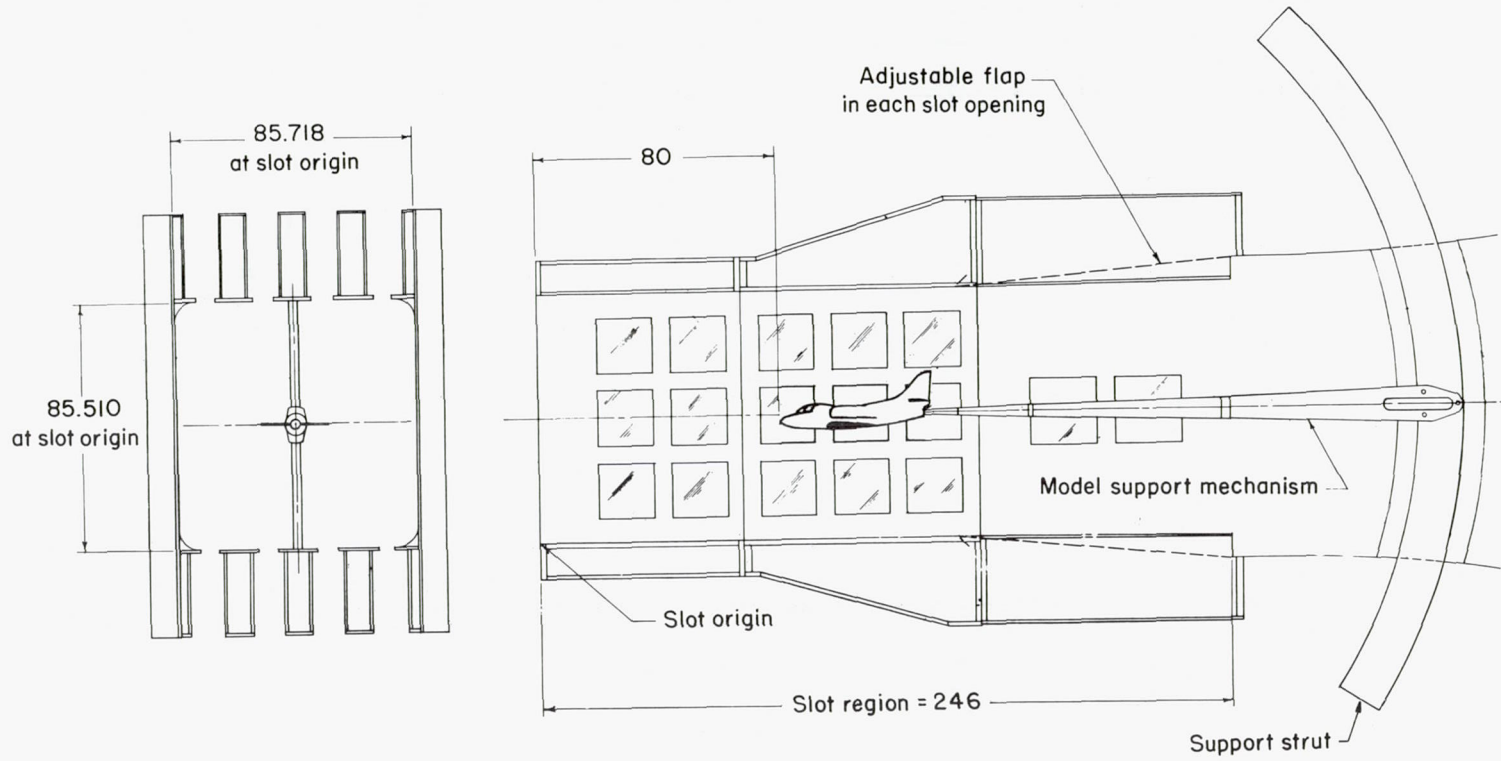 Adjustable flap
in each slot opening
85.718
at slot origin
80
85.510
at slot origin
Model support mechanism
Slot origin
Slot region = 246
Support strut